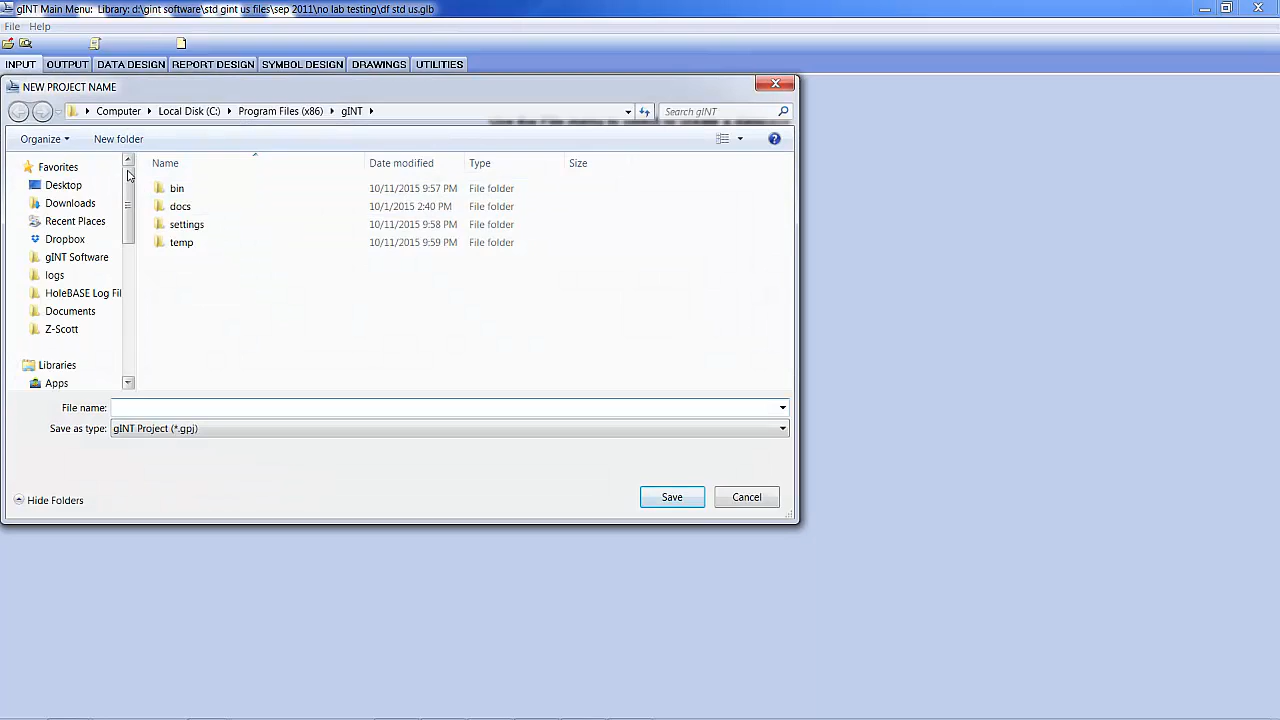 gINT Main Menu: Library: d:\gint software\std gint us files\sep 2011\no lab testing\df std us.glb
File Help
INPUT OUTPUT DATA DESIGN REPORT DESIGN SYMBOL DESIGN DRAWINGS UTILITIES
NEW PROJECT NAME
Computer Local Disk (C:) Program Files (x86) gINT Search gINT
Organize New folder
Name Date modified Type Size
Favorites
Desktop
Downloads
Recent Places
Dropbox
gINT Software
logs
HoleBASE Log Fil
Documents
Z-Scott
Libraries
Apps
bin 10/11/2015 9:57 PM File folder
docs 10/1/2015 2:40 PM File folder
settings 10/11/2015 9:58 PM File folder
temp 10/11/2015 9:59 PM File folder
File name:
Save as type: gINT Project (*.gpj)
Hide Folders Save Cancel